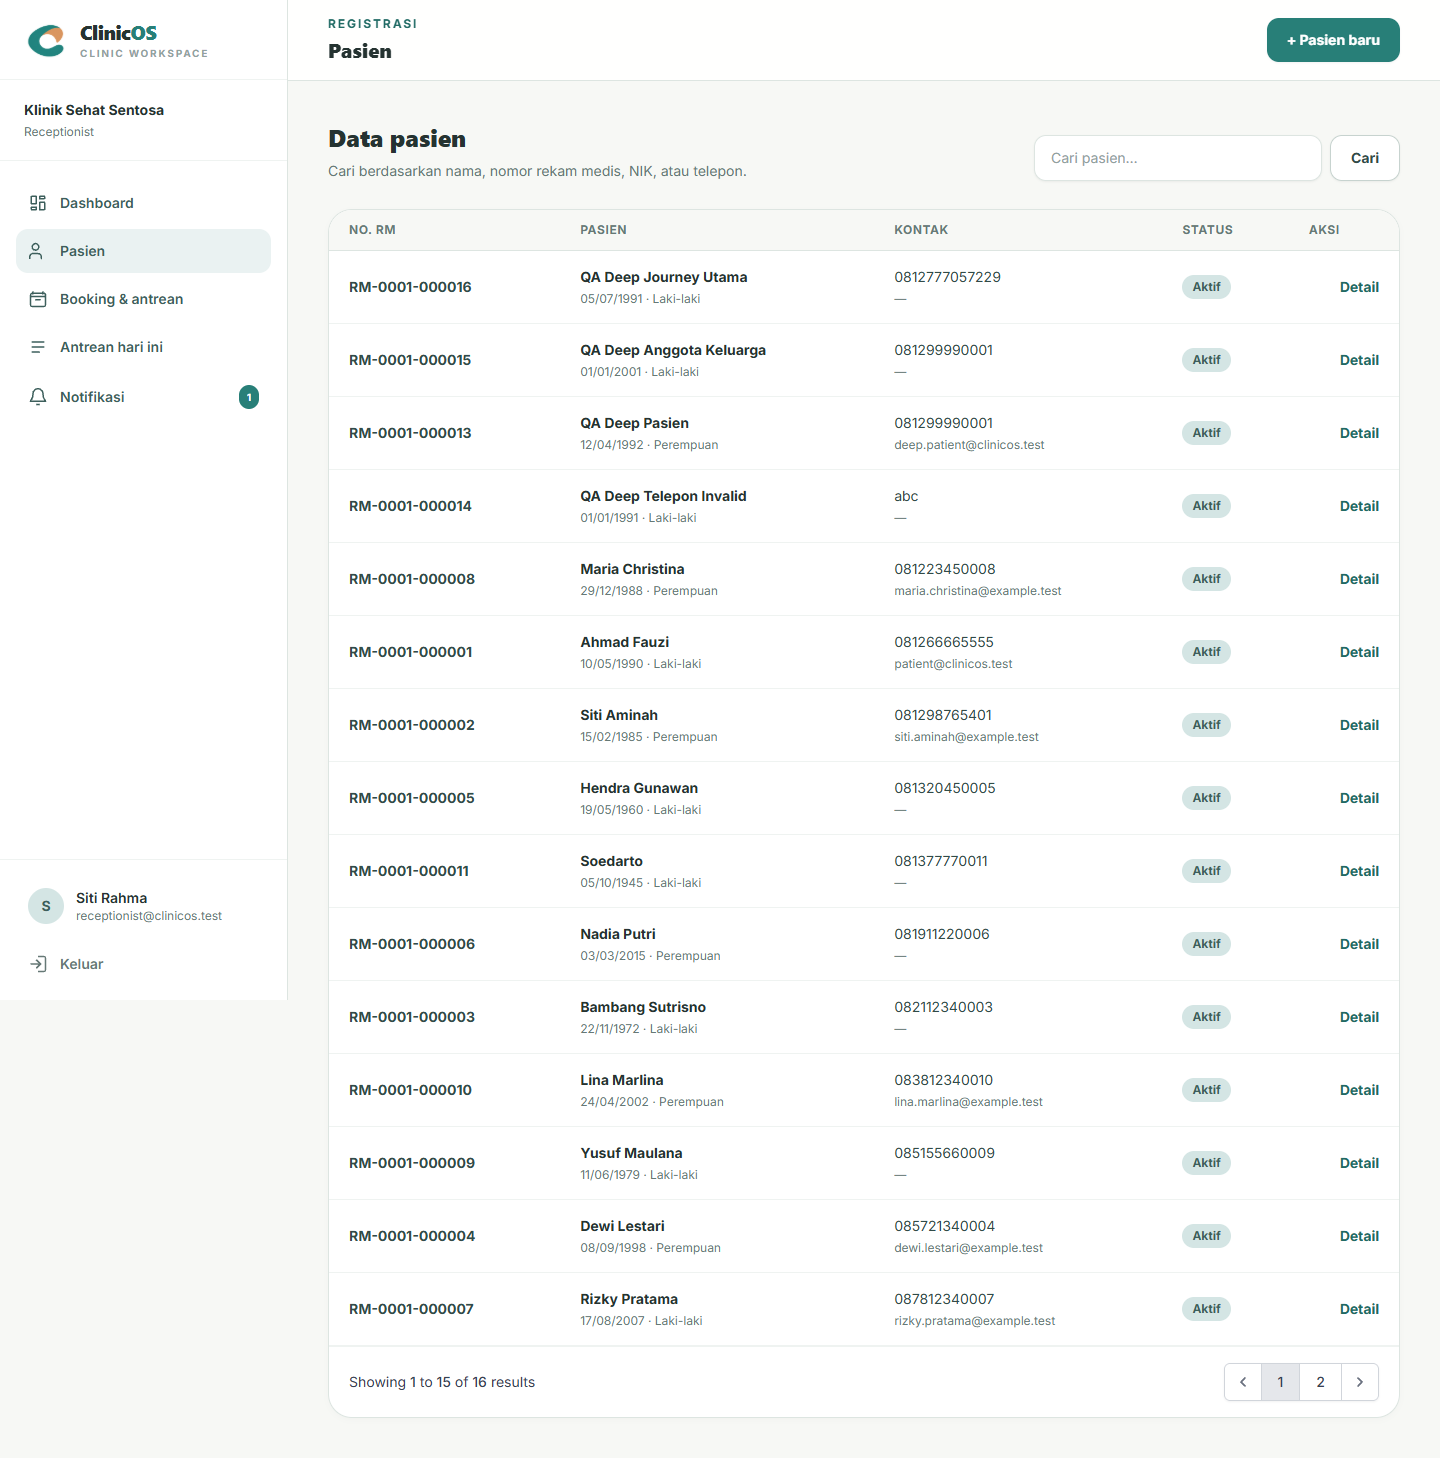 ClinicOS
CLINIC WORKSPACE
Klinik Sehat Sentosa
Receptionist
Dashboard
Pasien
Booking & antrean
Antrean hari ini
Notifikasi 1
S Siti Rahma
receptionist@clinicos.test
Keluar
REGISTRASI
Pasien
+ Pasien baru
Data pasien
Cari berdasarkan nama, nomor rekam medis, NIK, atau telepon.
Cari pasien...
Cari
NO. RM PASIEN KONTAK STATUS AKSI
RM-0001-000016 QA Deep Journey Utama 0812777057229 Aktif Detail
05/07/1991 · Laki-laki —
RM-0001-000015 QA Deep Anggota Keluarga 081299990001 Aktif Detail
01/01/2001 · Laki-laki —
RM-0001-000013 QA Deep Pasien 081299990001 Aktif Detail
12/04/1992 · Perempuan deep.patient@clinicos.test
RM-0001-000014 QA Deep Telepon Invalid abc Aktif Detail
01/01/1991 · Laki-laki —
RM-0001-000008 Maria Christina 081223450008 Aktif Detail
29/12/1988 · Perempuan maria.christina@example.test
RM-0001-000001 Ahmad Fauzi 081266665555 Aktif Detail
10/05/1990 · Laki-laki patient@clinicos.test
RM-0001-000002 Siti Aminah 081298765401 Aktif Detail
15/02/1985 · Perempuan siti.aminah@example.test
RM-0001-000005 Hendra Gunawan 081320450005 Aktif Detail
19/05/1960 · Laki-laki —
RM-0001-000011 Soedarto 081377770011 Aktif Detail
05/10/1945 · Laki-laki —
RM-0001-000006 Nadia Putri 081911220006 Aktif Detail
03/03/2015 · Perempuan —
RM-0001-000003 Bambang Sutrisno 082112340003 Aktif Detail
22/11/1972 · Laki-laki —
RM-0001-000010 Lina Marlina 083812340010 Aktif Detail
24/04/2002 · Perempuan lina.marlina@example.test
RM-0001-000009 Yusuf Maulana 085155660009 Aktif Detail
11/06/1979 · Laki-laki —
RM-0001-000004 Dewi Lestari 085721340004 Aktif Detail
08/09/1998 · Perempuan dewi.lestari@example.test
RM-0001-000007 Rizky Pratama 087812340007 Aktif Detail
17/08/2007 · Laki-laki rizky.pratama@example.test
Showing 1 to 15 of 16 results 1 2